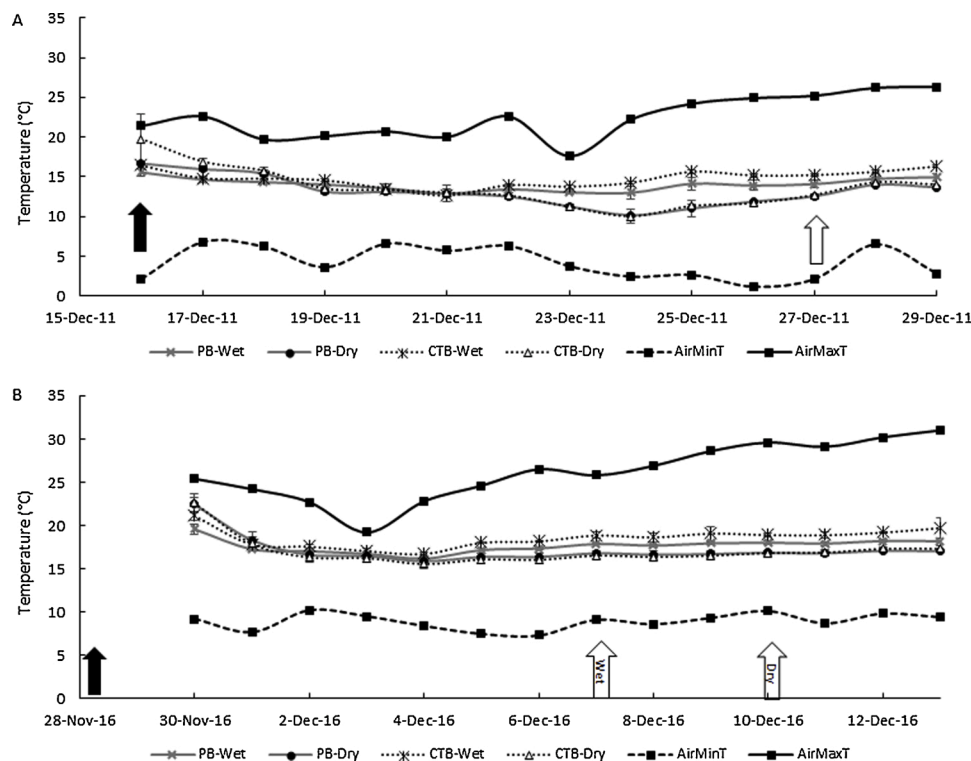 A
35
30
25
20
15
10
5
0
Temperature (°C)
15-Dec-11 17-Dec-11 19-Dec-11 21-Dec-11 23-Dec-11 25-Dec-11 27-Dec-11 29-Dec-11
PB-Wet PB-Dry CTB-Wet CTB-Dry AirMinT AirMaxT
B
35
30
25
20
15
10
5
0
Temperature (°C)
Wet
Dry
28-Nov-16 30-Nov-16 2-Dec-16 4-Dec-16 6-Dec-16 8-Dec-16 10-Dec-16 12-Dec-16
PB-Wet PB-Dry CTB-Wet CTB-Dry AirMinT AirMaxT